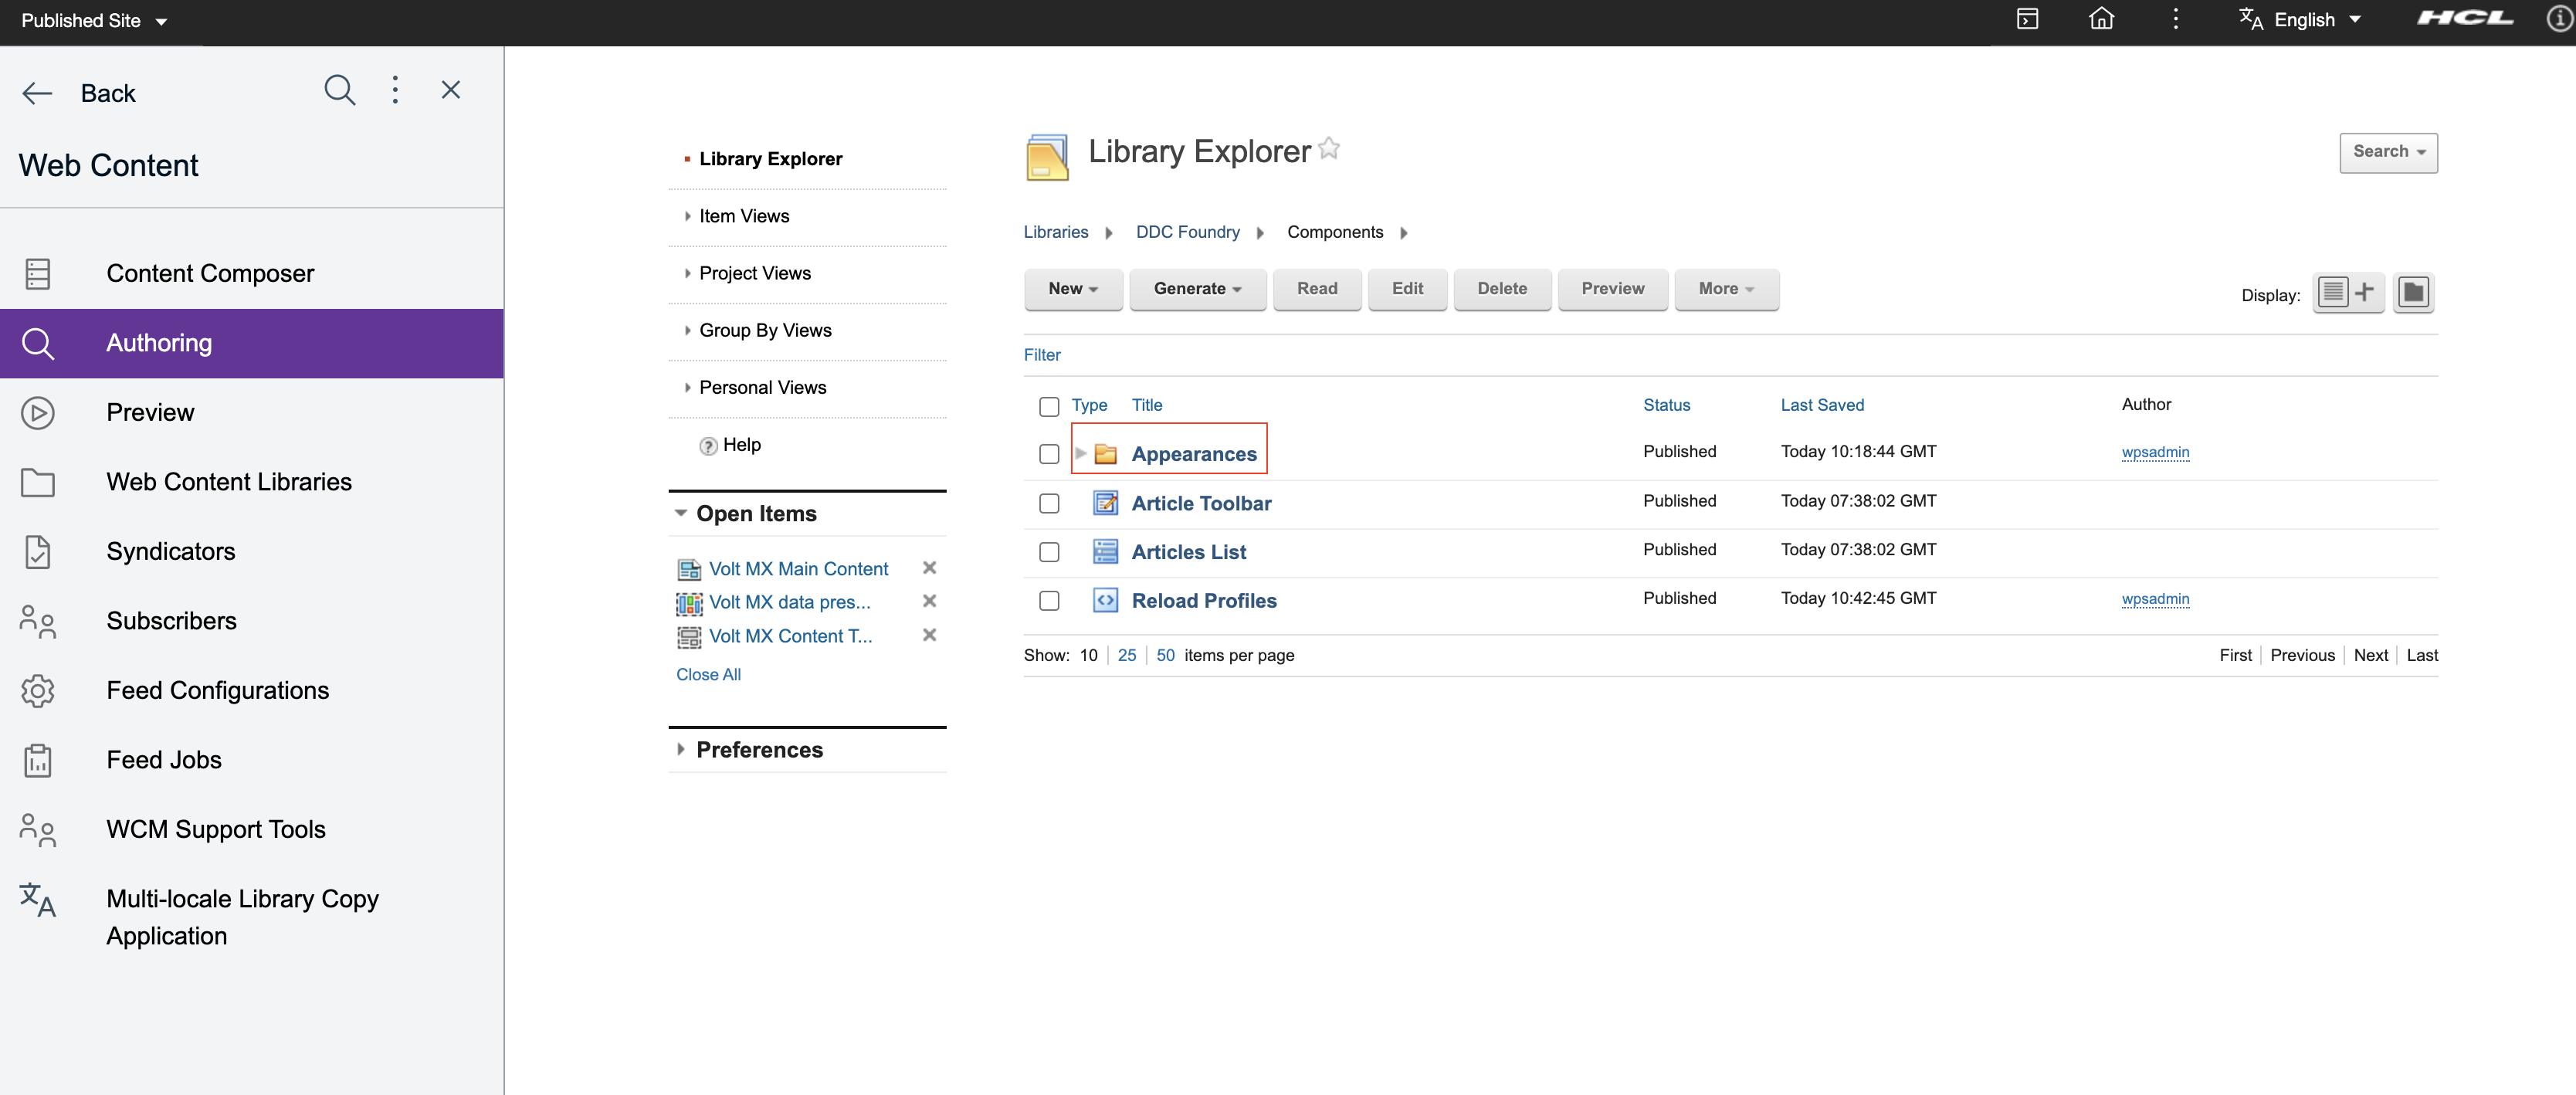 Published Site
English
HCL
Back
Web Content
Content Composer
Authoring
Preview
Web Content Libraries
Syndicators
Subscribers
Feed Configurations
Feed Jobs
WCM Support Tools
Multi-locale Library Copy
Application
Library Explorer
Item Views
Project Views
Group By Views
Personal Views
Help
Open Items
Volt MX Main Content
Volt MX data pres...
Volt MX Content T...
Close All
Preferences
Library Explorer
Search
Libraries DDC Foundry Components
New Generate Read Edit Delete Preview More
Display:
Filter
Type Title Status Last Saved Author
Appearances Published Today 10:18:44 GMT wpsadmin
Article Toolbar Published Today 07:38:02 GMT
Articles List Published Today 07:38:02 GMT
Reload Profiles Published Today 10:42:45 GMT wpsadmin
Show: 10 25 50 items per page First Previous Next Last